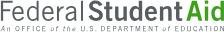 Federal Student Aid
An OFFICE of the U.S. DEPARTMENT of EDUCATION